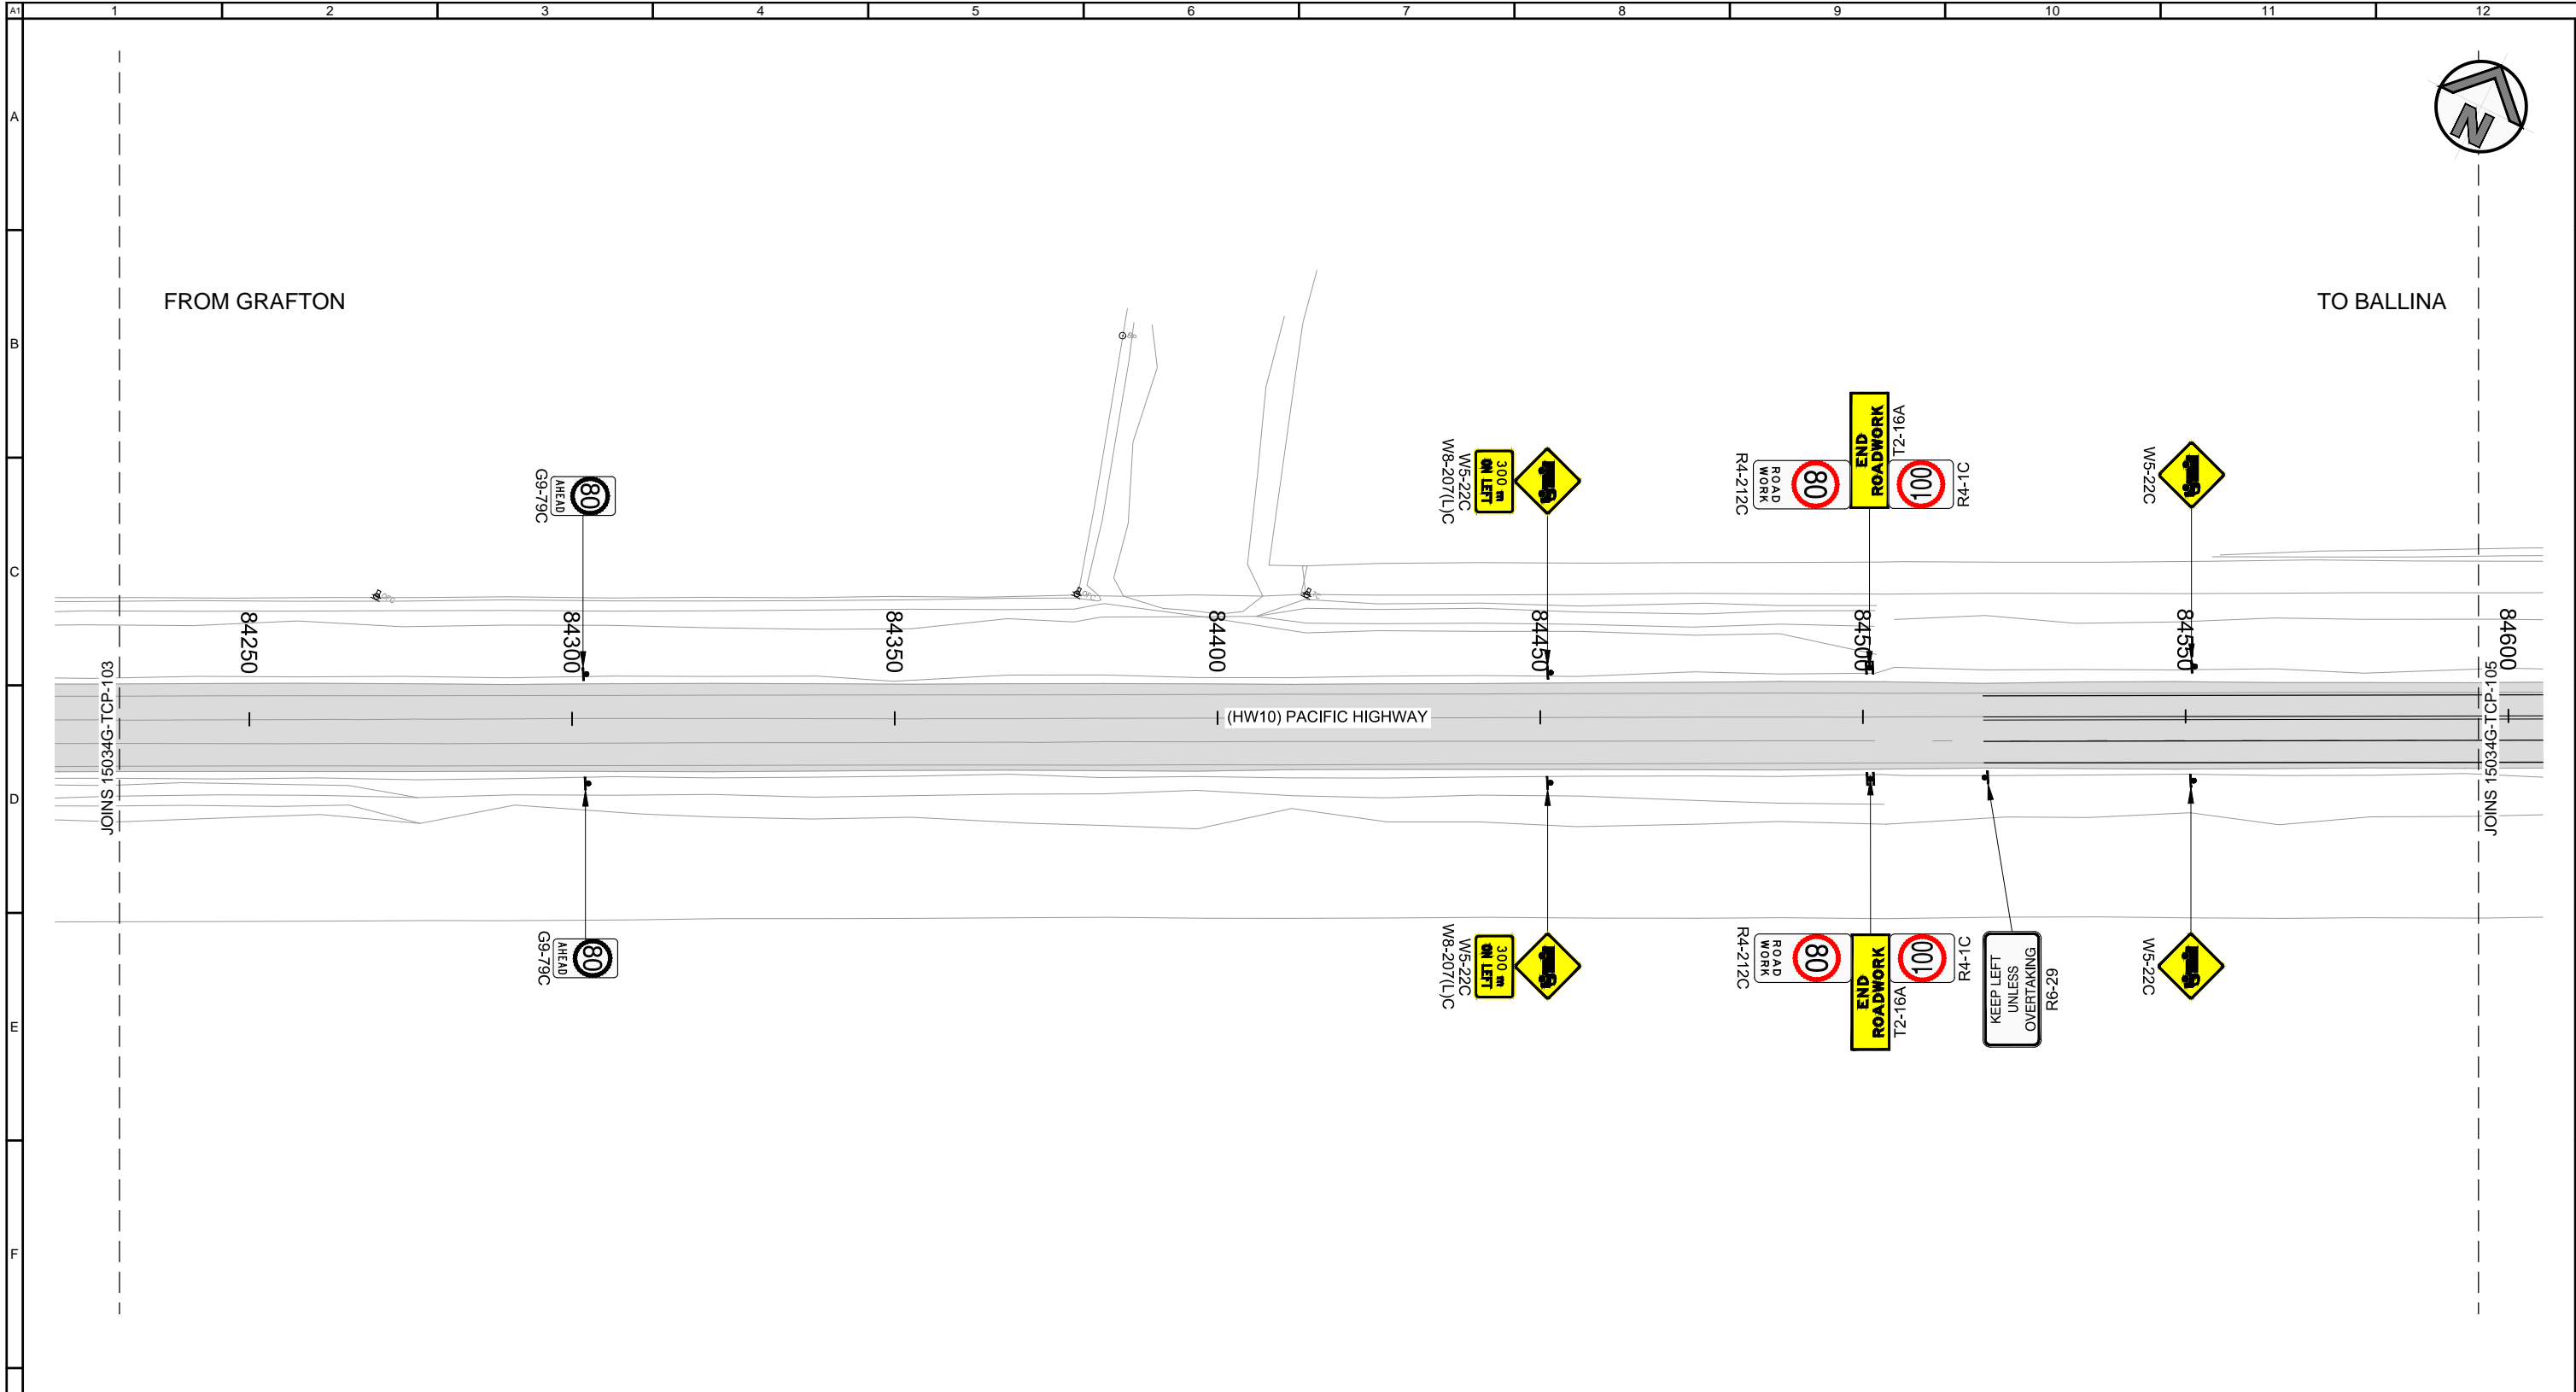 A1
1
2
3
4
5
6
7
8
9
10
11
12
A
B
C
D
E
F
N
FROM GRAFTON
TO BALLINA
G9-79C
80
AHEAD
W8-207(L)C
W5-22C
300 m
ON LEFT
R4-212C
80
ROAD
WORK
END
ROADWORK
T2-16A
100
R4-1C
W5-22C
84250
84300
84350
84400
84450
84500
84550
84600
JOINS 15034G-TCP-103
(HW10) PACIFIC HIGHWAY
JOINS 15034G-TCP-105
G9-79C
80
AHEAD
W8-207(L)C
W5-22C
300 m
ON LEFT
R4-212C
80
ROAD
WORK
END
ROADWORK
T2-16A
100
R4-1C
KEEP LEFT
UNLESS
OVERTAKING
R6-29
W5-22C